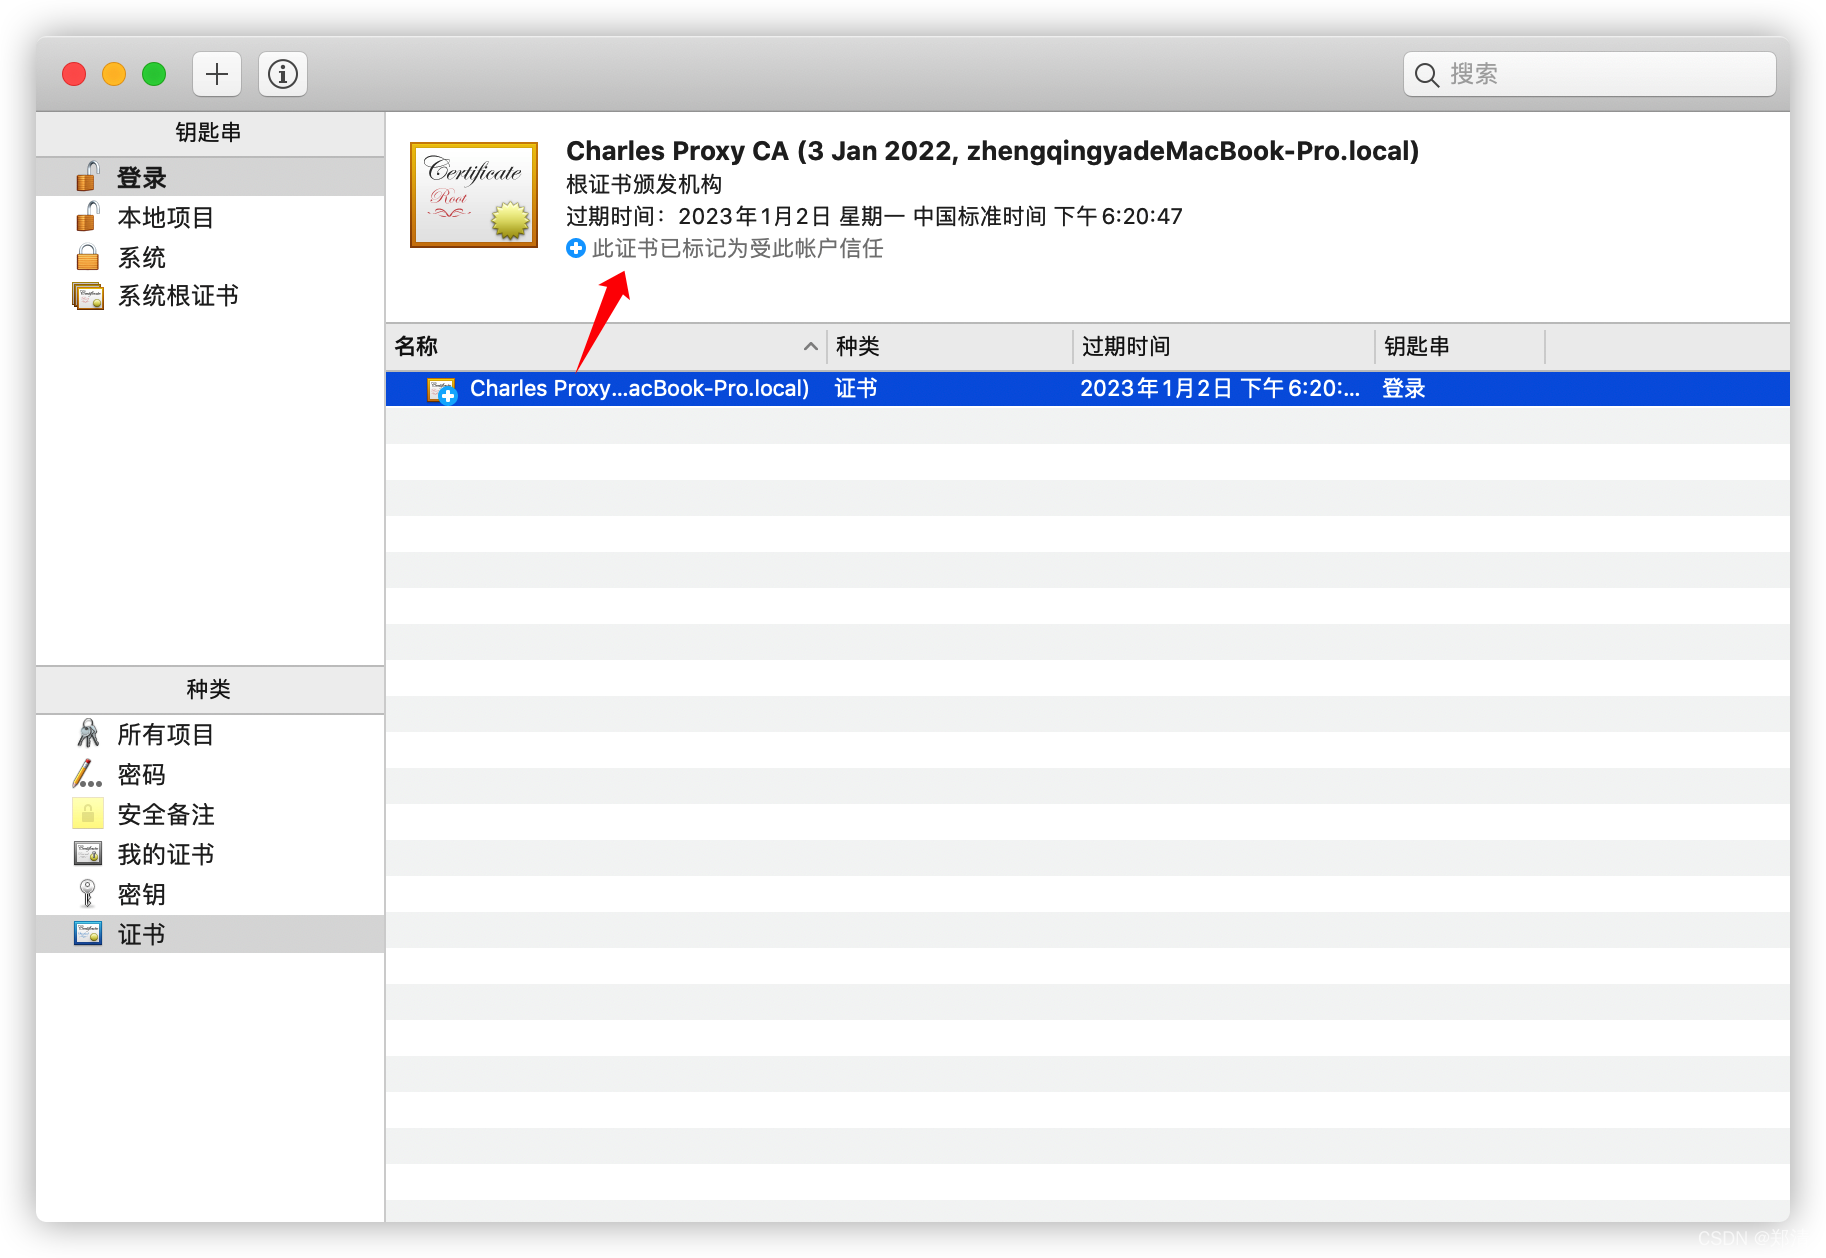 搜索
钥匙串
登录
本地项目
系统
系统根证书
Certificate
Root
Charles Proxy CA (3 Jan 2022, zhengqingyadeMacBook-Pro.local)
根证书颁发机构
过期时间：2023年1月2日 星期一 中国标准时间 下午6:20:47
此证书已标记为受此帐户信任
名称 种类 过期时间 钥匙串
Charles Proxy...acBook-Pro.local) 证书 2023年1月2日 下午6:20:... 登录
种类
所有项目
密码
安全备注
我的证书
密钥
证书
CSDN @郑